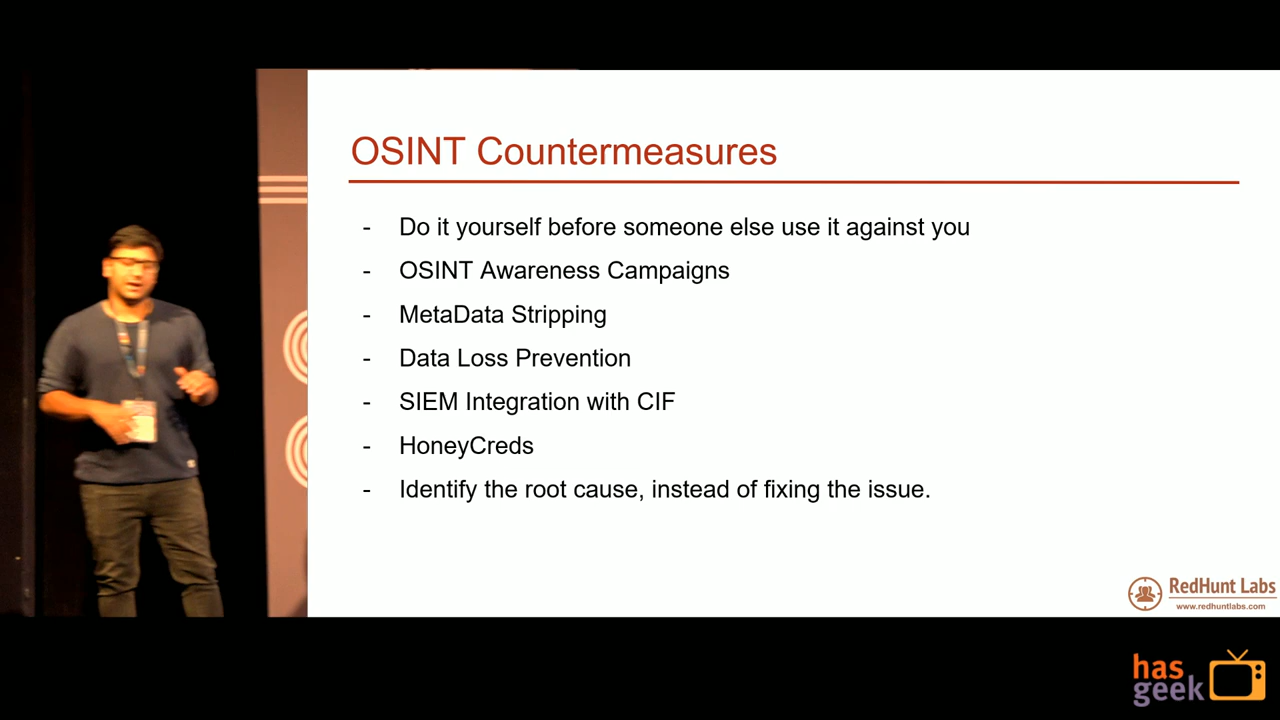 OSINT Countermeasures
- Do it yourself before someone else use it against you
- OSINT Awareness Campaigns
- MetaData Stripping
- Data Loss Prevention
- SIEM Integration with CIF
- HoneyCreds
- Identify the root cause, instead of fixing the issue.
RedHunt Labs
www.redhuntlabs.com
has
geek